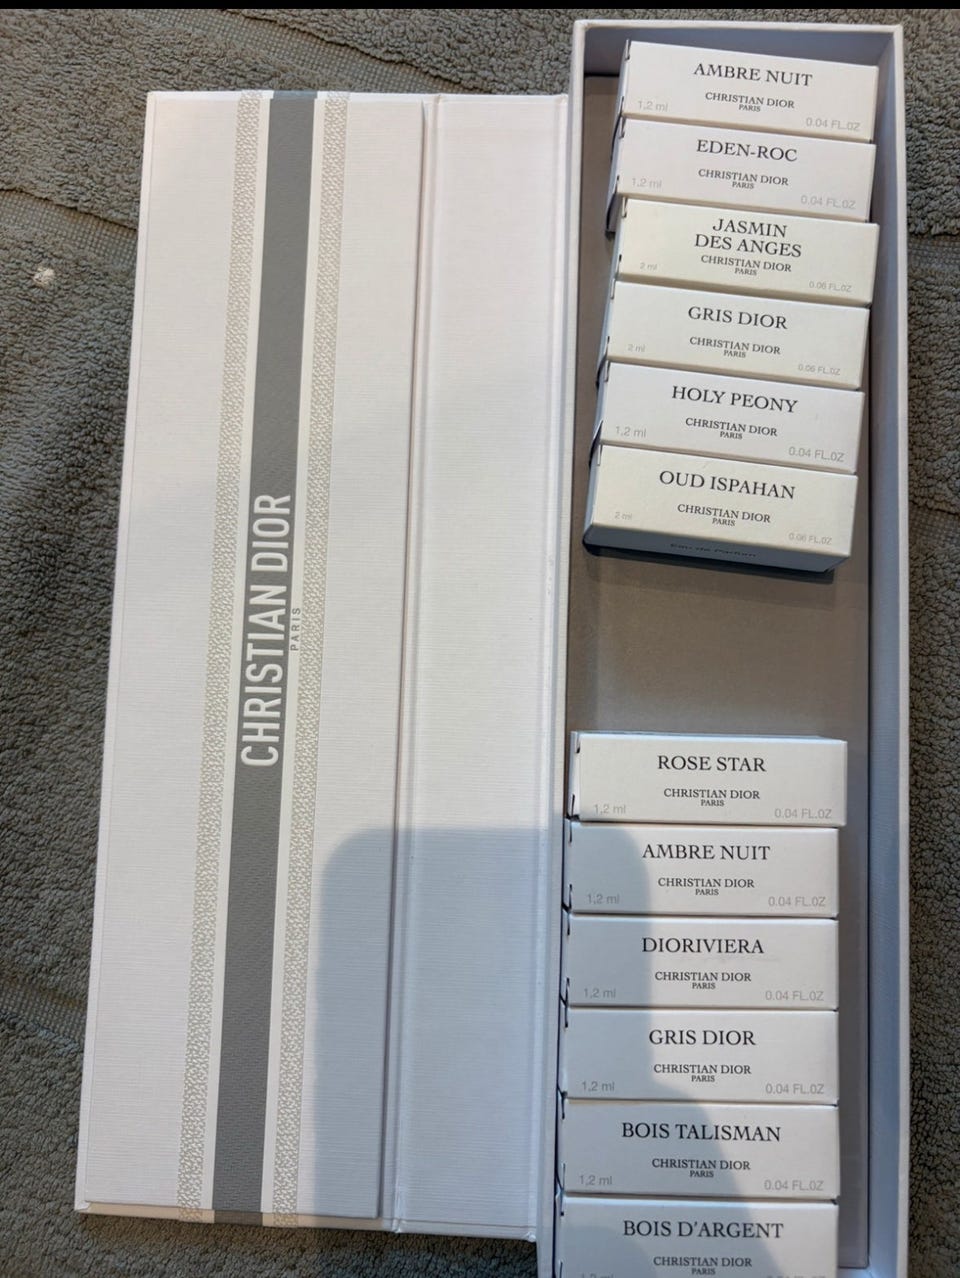 CHRISTIAN DIOR
PARIS
AMBRE NUIT
CHRISTIAN DIOR
PARIS
1,2 ml
0.04 FL.OZ
EDEN-ROC
CHRISTIAN DIOR
PARIS
1,2 ml
0.04 FL.OZ
JASMIN
DES ANGES
CHRISTIAN DIOR
PARIS
2 ml
0.06 FL.OZ
GRIS DIOR
CHRISTIAN DIOR
PARIS
2 ml
0.06 FL.OZ
HOLY PEONY
CHRISTIAN DIOR
PARIS
1,2 ml
0.04 FL.OZ
OUD ISPAHAN
CHRISTIAN DIOR
PARIS
2 ml
0.06 FL.OZ
Eau de Parfum
ROSE STAR
CHRISTIAN DIOR
PARIS
1,2 ml
0.04 FL.OZ
AMBRE NUIT
CHRISTIAN DIOR
PARIS
1,2 ml
0.04 FL.OZ
DIORIVIERA
CHRISTIAN DIOR
PARIS
1,2 ml
0.04 FL.OZ
GRIS DIOR
CHRISTIAN DIOR
PARIS
1,2 ml
0.04 FL.OZ
BOIS TALISMAN
CHRISTIAN DIOR
PARIS
1,2 ml
0.04 FL.OZ
BOIS D'ARGENT
CHRISTIAN DIOR
PARIS